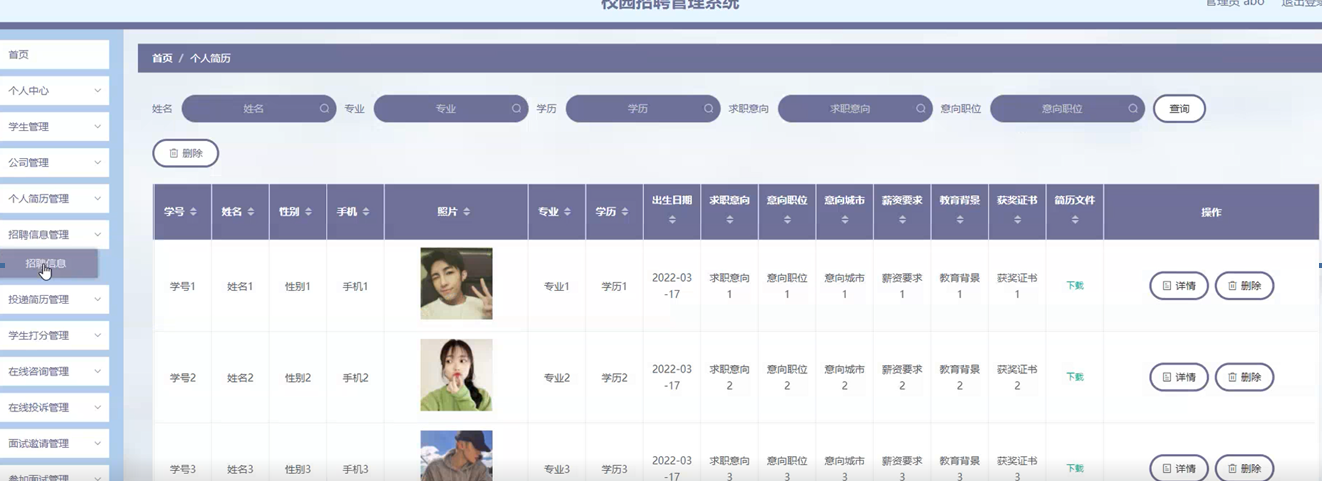 校园招聘管理系统
管理员 abo
退出登录
首页
个人中心
学生管理
公司管理
个人简历管理
招聘信息管理
招聘信息
投递简历管理
学生打分管理
在线咨询管理
在线投诉管理
面试邀请管理
参加面试管理
首页 / 个人简历
姓名 姓名 专业 专业 学历 学历 求职意向 求职意向 意向职位 意向职位 查询
删除
学号 姓名 性别 手机 照片 专业 学历 出生日期 求职意向 意向职位 意向城市 薪资要求 教育背景 获奖证书 简历文件 操作
学号1 姓名1 性别1 手机1 专业1 学历1 2022-03-17 求职意向1 意向职位1 意向城市1 薪资要求1 教育背景1 获奖证书1 下载 详情 删除
学号2 姓名2 性别2 手机2 专业2 学历2 2022-03-17 求职意向2 意向职位2 意向城市2 薪资要求2 教育背景2 获奖证书2 下载 详情 删除
学号3 姓名3 性别3 手机3 专业3 学历3 2022-03-17 求职意向3 意向职位3 意向城市3 薪资要求3 教育背景3 获奖证书3 下载 详情 删除